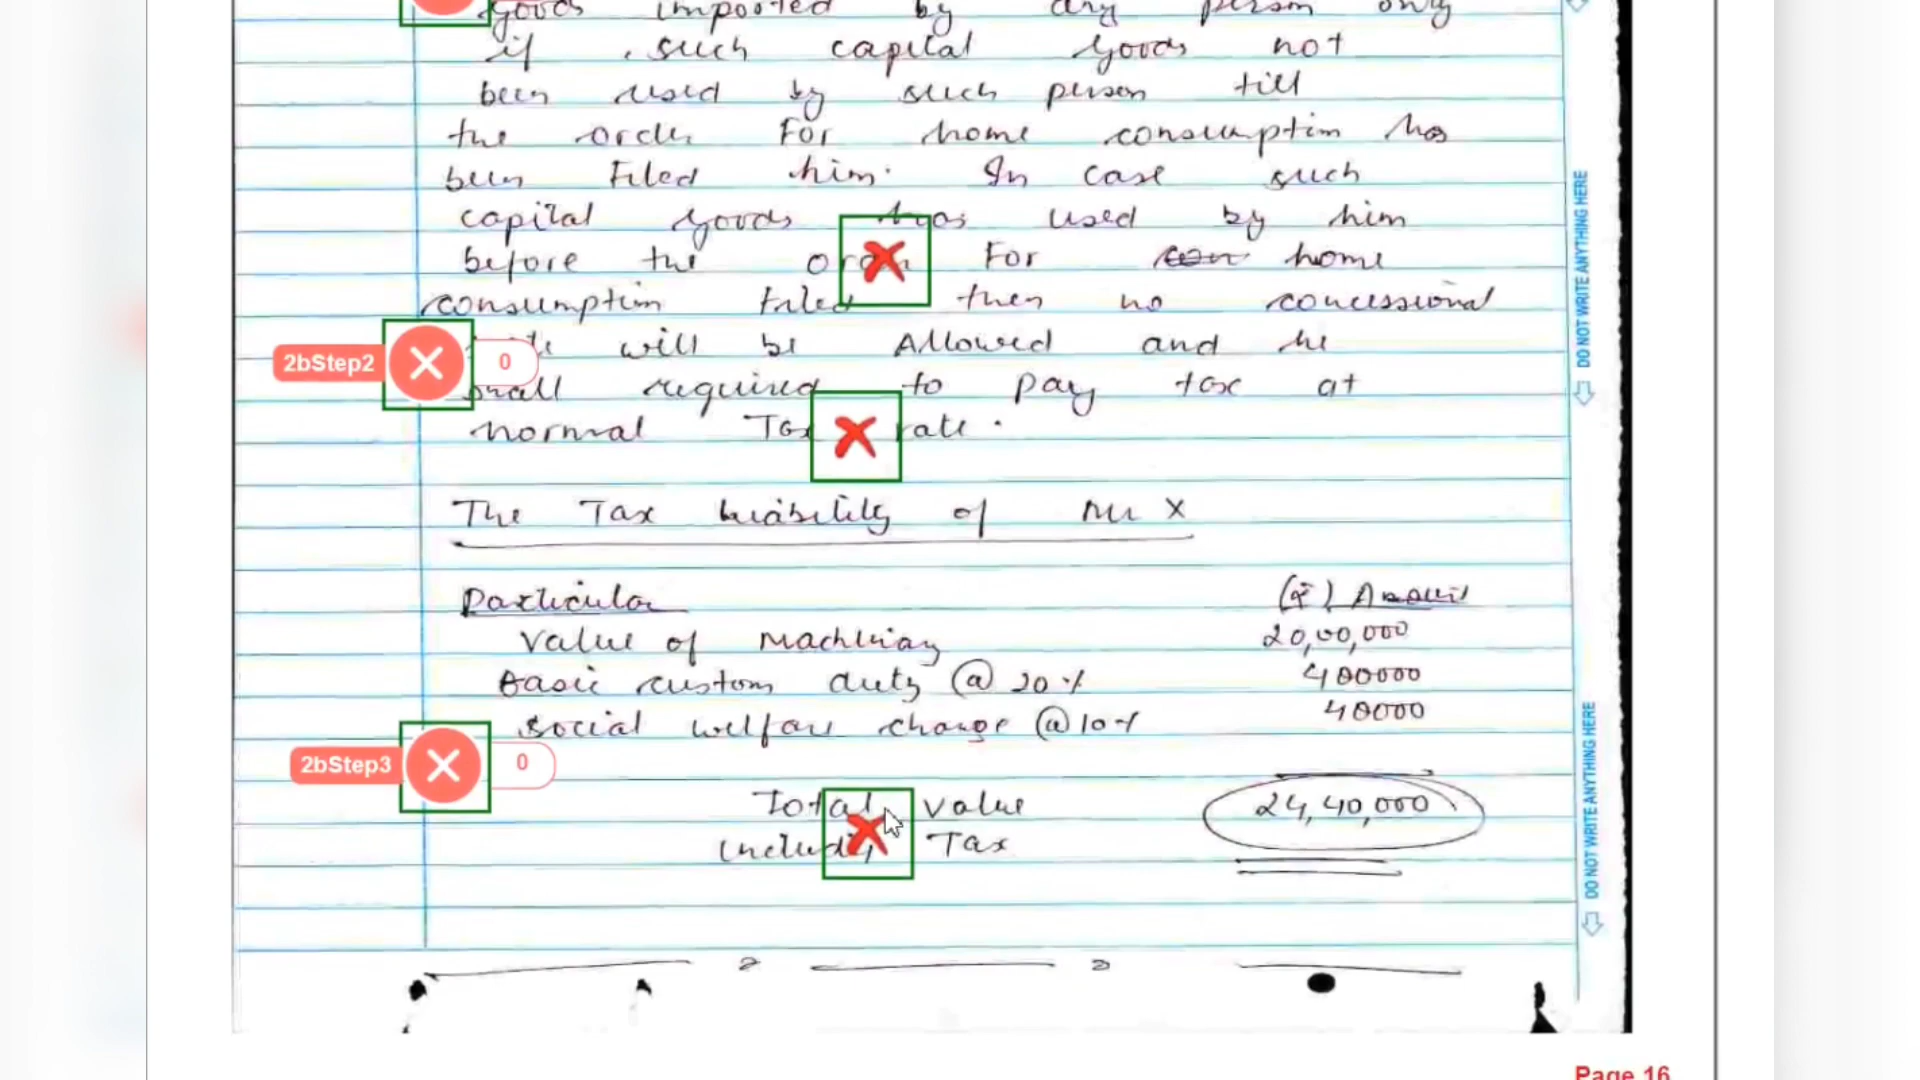 goods imported by any person only
if such capital goods not
been used by such person till
the order For home consumption has
been Filed him. In case such
capital goods has used by him
before the order For home
consumption Filed then no concessional
will be Allowed and he
2bStep2 0
shall required to pay tax at
normal Tax rate.
The Tax liability of Mr X
Particular (₹) Amount
Value of Machinary 20,00,000
Basic custom duty @ 20% 400000
social welfare charge @ 10% 40000
2bStep3 0
Total value 24,40,000
Including Tax
DO NOT WRITE ANYTHING HERE
DO NOT WRITE ANYTHING HERE
Page 16